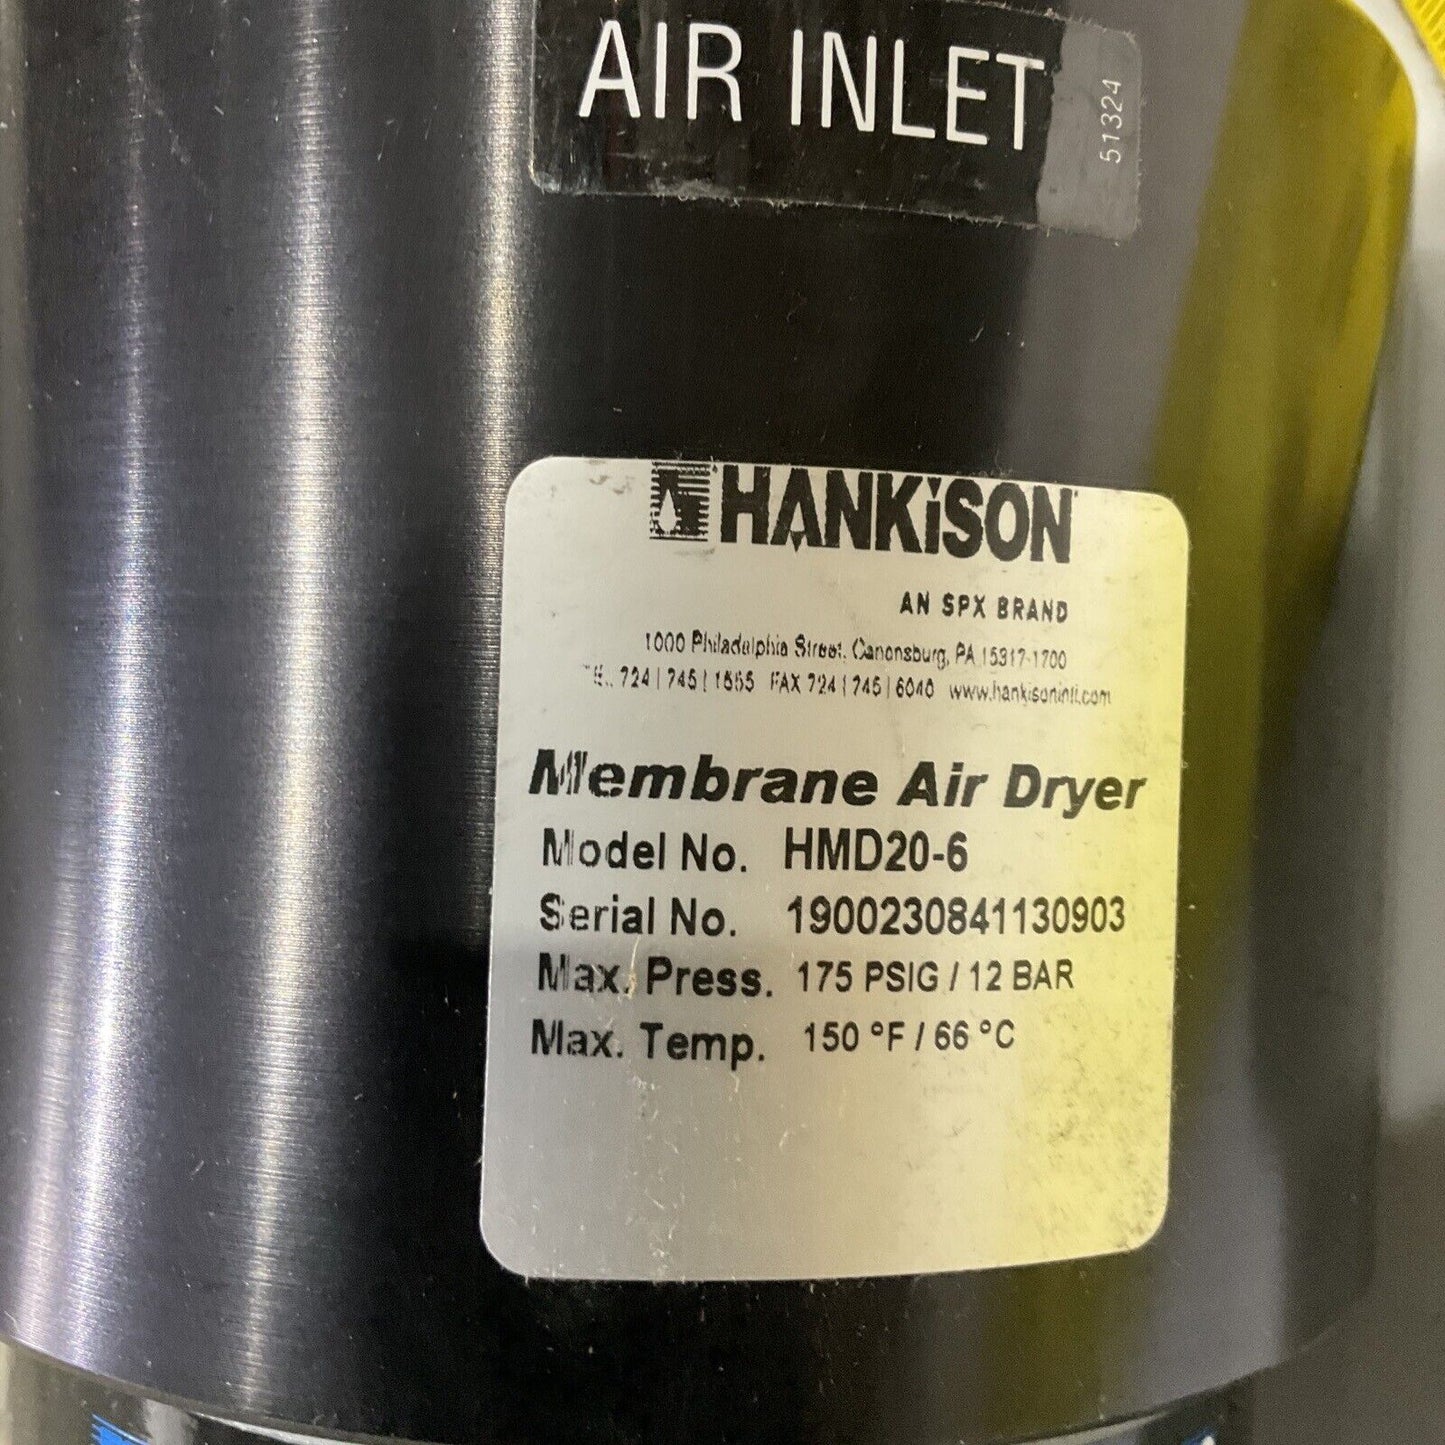 AIR INLET
51324
HANKiSON
AN SPX BRAND
1000 Philadelphia Street, Canonsburg, PA 15317-1700
724 | 745 | 1555 FAX 724 | 745 | 6040 www.hankisonintl.com
Membrane Air Dryer
Model No. HMD20-6
Serial No. 1900230841130903
Max. Press. 175 PSIG / 12 BAR
Max. Temp. 150 °F / 66 °C